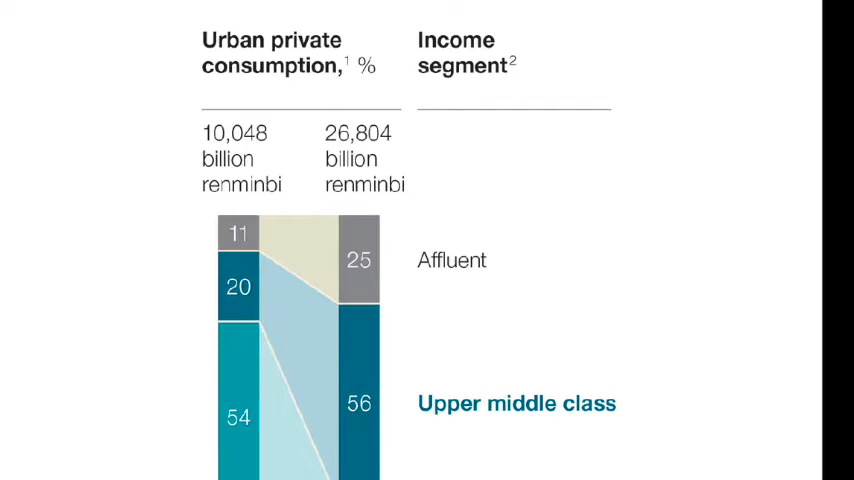 Urban private
consumption,¹ %
Income
segment²
10,048
billion
renminbi
26,804
billion
renminbi
11
25
Affluent
20
54
56
Upper middle class